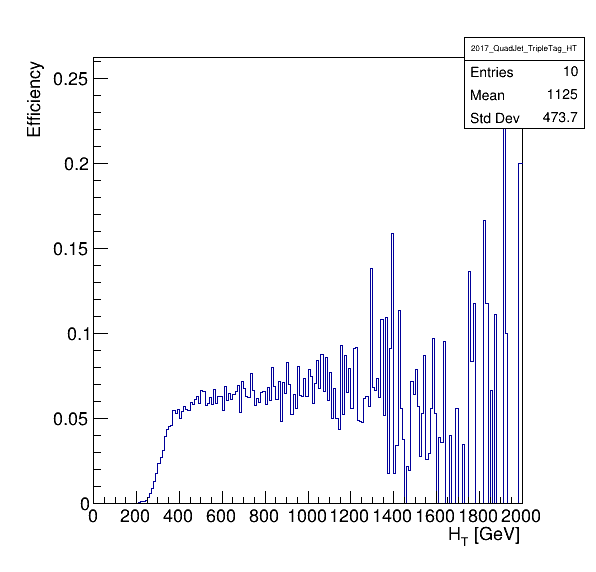 2017_QuadJet_TripleTag_HT
Entries 10
Mean 1125
Std Dev 473.7
Efficiency
0.25
0.2
0.15
0.1
0.05
0
0 200 400 600 800 1000 1200 1400 1600 1800 2000
H_T [GeV]